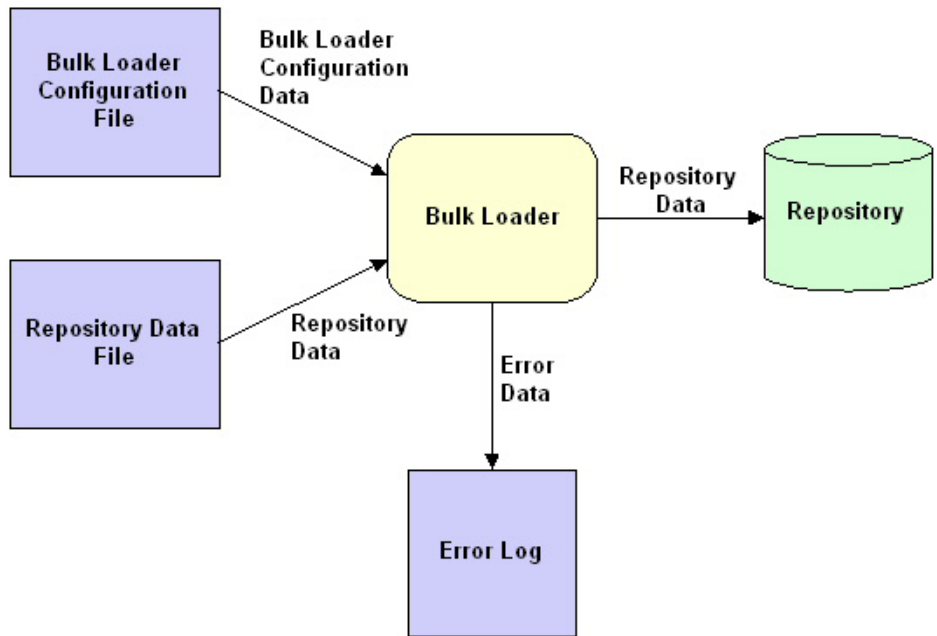 Bulk Loader
Configuration
File
Bulk Loader
Configuration
Data
Bulk Loader
Repository
Data
Repository
Repository Data
File
Repository
Data
Error
Data
Error Log